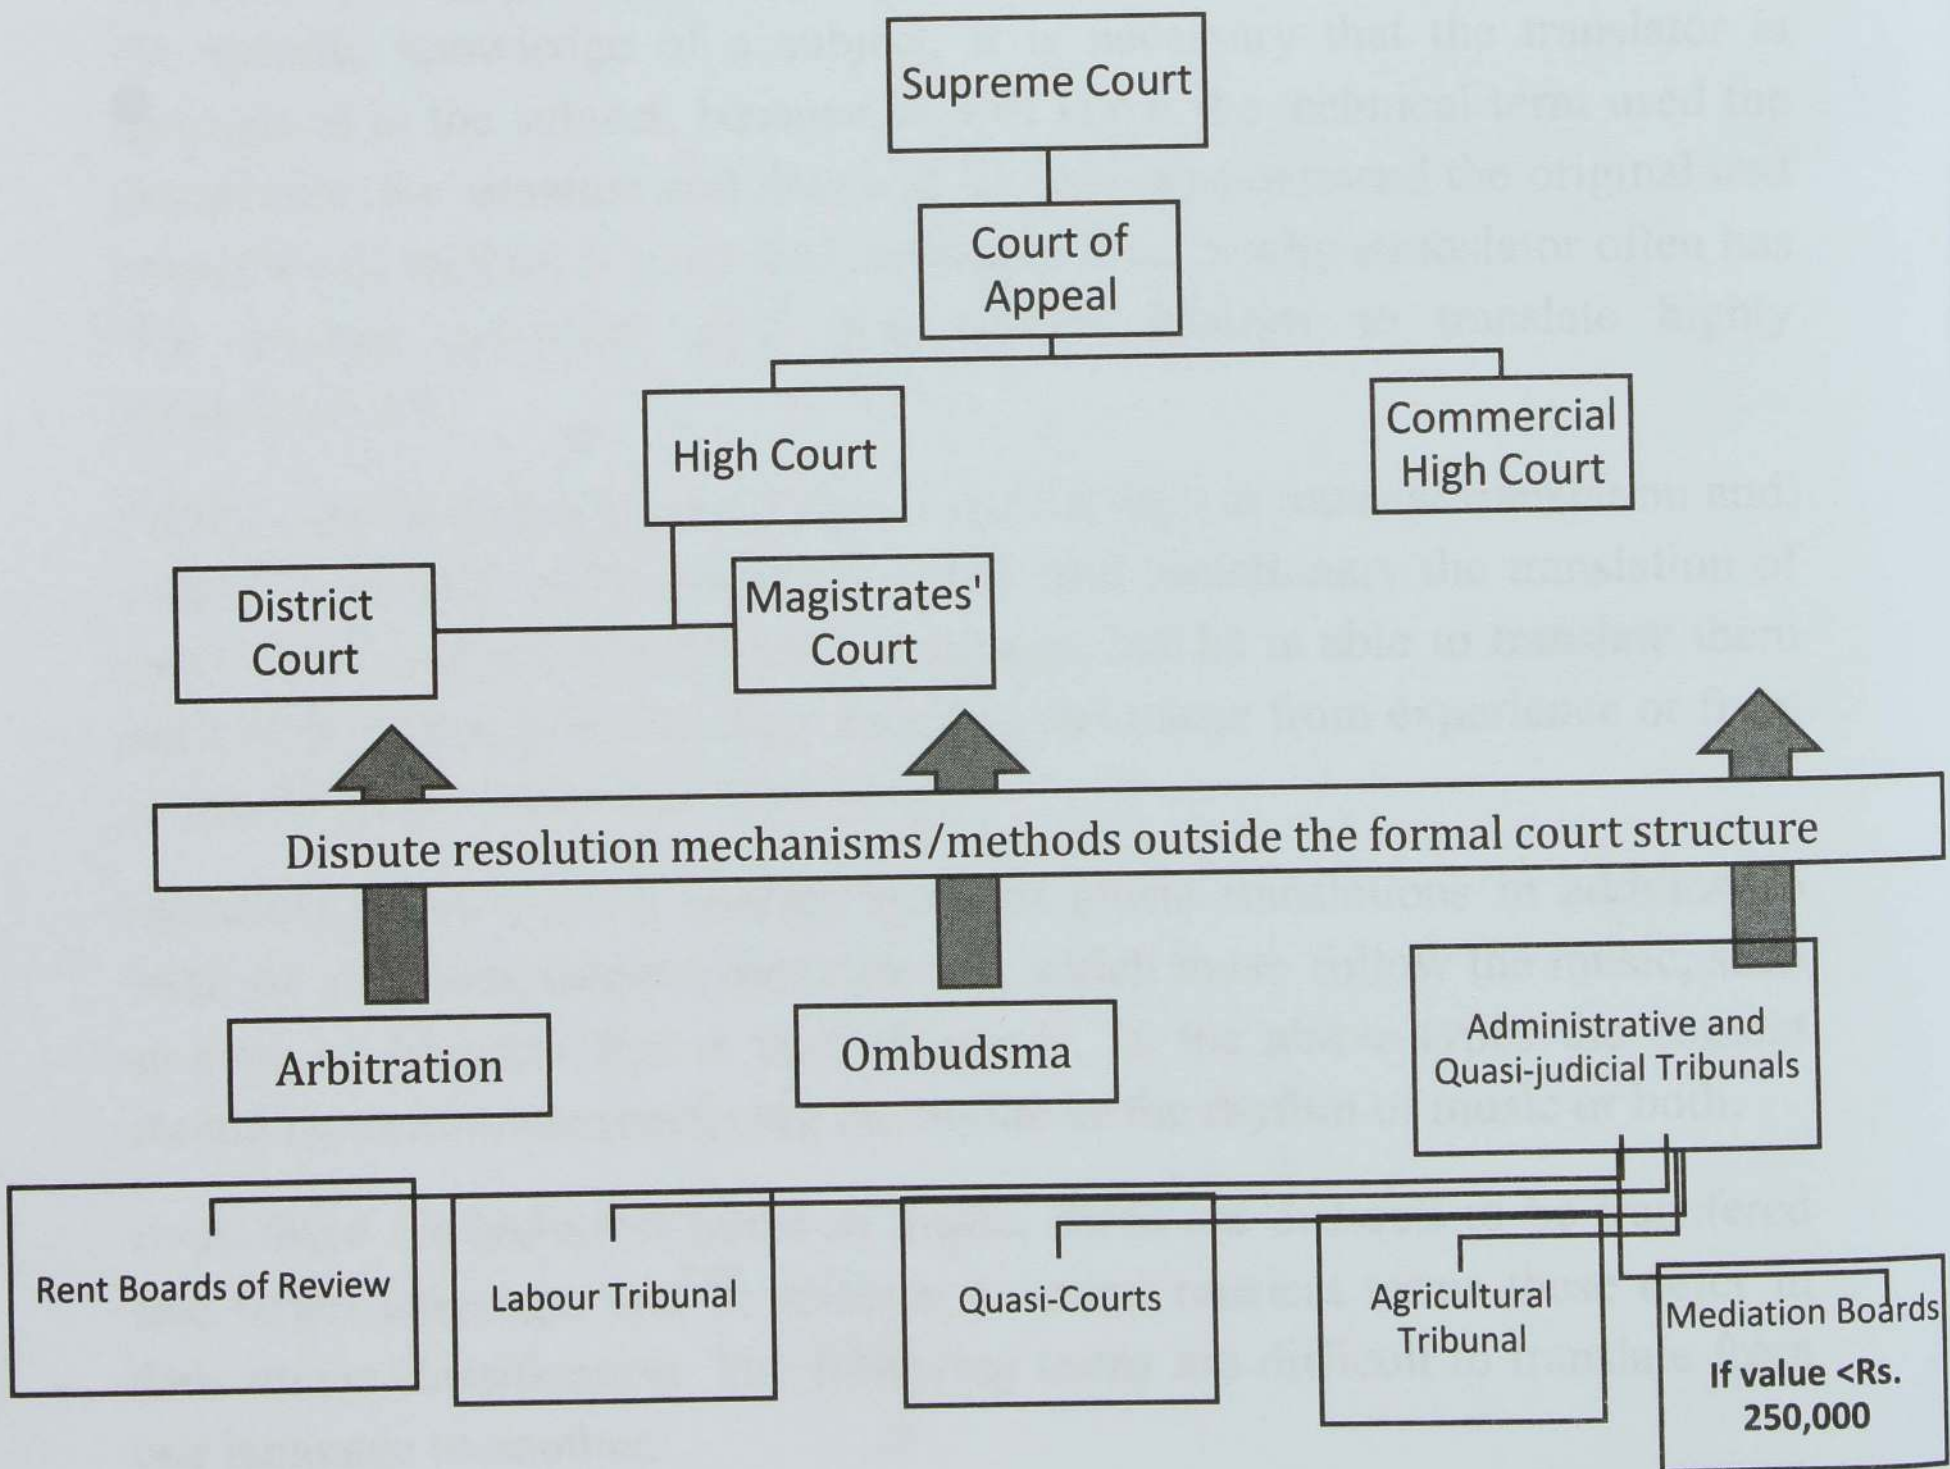 Supreme Court
Court of
Appeal
High Court
Commercial
High Court
District
Court
Magistrates'
Court
Dispute resolution mechanisms/methods outside the formal court structure
Arbitration
Ombudsma
Administrative and
Quasi-judicial Tribunals
Rent Boards of Review
Labour Tribunal
Quasi-Courts
Agricultural
Tribunal
Mediation Boards
If value <Rs.
250,000